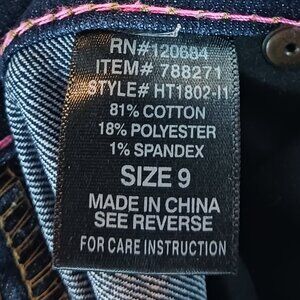 RN#120684
ITEM# 788271
STYLE# HT1802-I1
81% COTTON
18% POLYESTER
1% SPANDEX
SIZE 9
MADE IN CHINA
SEE REVERSE
FOR CARE INSTRUCTION